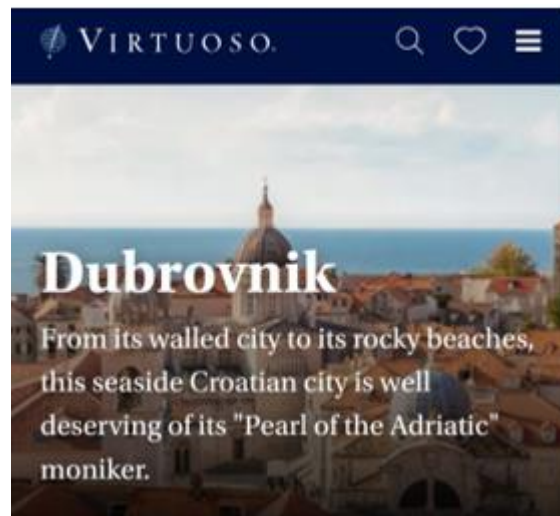 VIRTUOSO.
Dubrovnik
From its walled city to its rocky beaches,
this seaside Croatian city is well
deserving of its "Pearl of the Adriatic"
moniker.